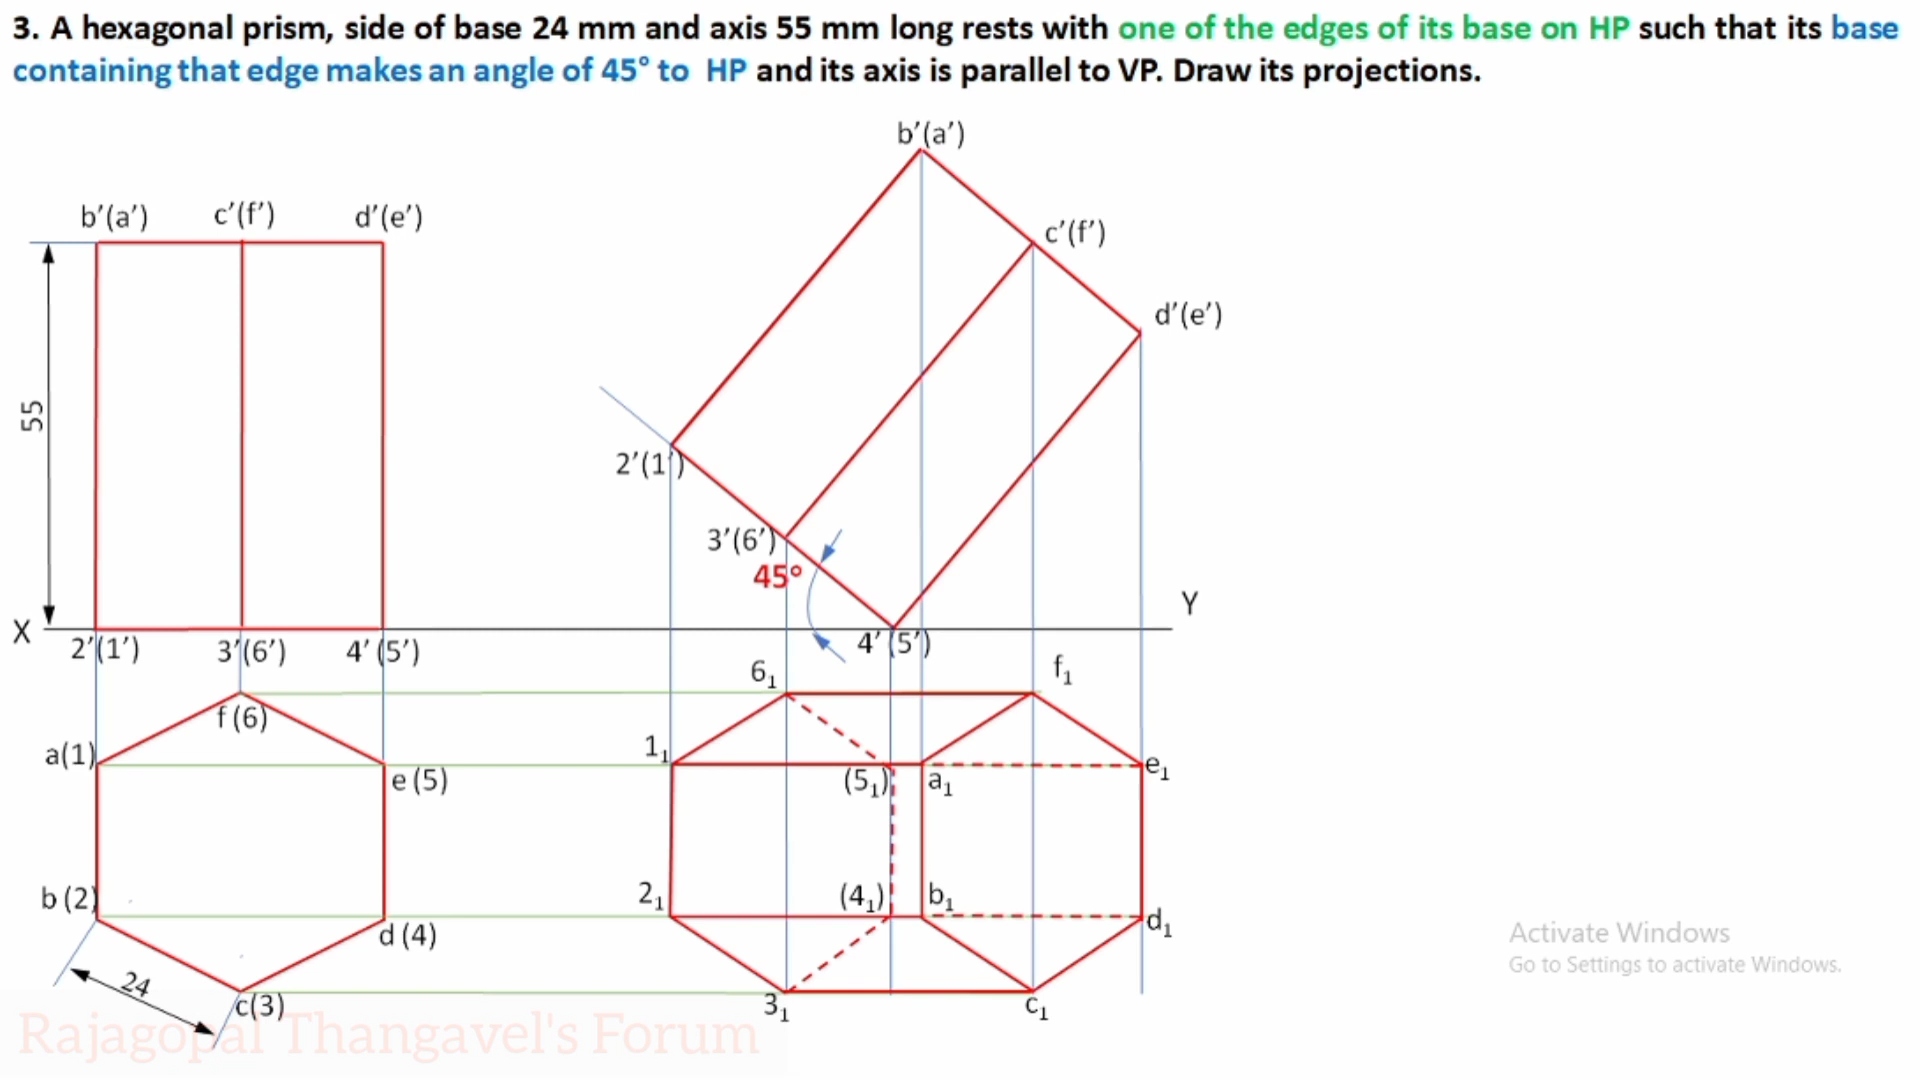 3. A hexagonal prism, side of base 24 mm and axis 55 mm long rests with one of the edges of its base on HP such that its base
containing that edge makes an angle of 45° to HP and its axis is parallel to VP. Draw its projections.
b'(a')
b'(a') c'(f') d'(e')
c'(f')
d'(e')
55
2'(1')
3'(6')
45°
Y
X
2'(1') 3'(6') 4'(5') 4'(5')
6₁ f₁
f(6)
a(1) 1₁
e(5) (5₁) a₁ e₁
b(2) 2₁ (4₁) b₁ d₁
d(4)
24
c(3) 3₁ c₁
Activate Windows
Go to Settings to activate Windows.
Rajagopal Thangavel's Forum